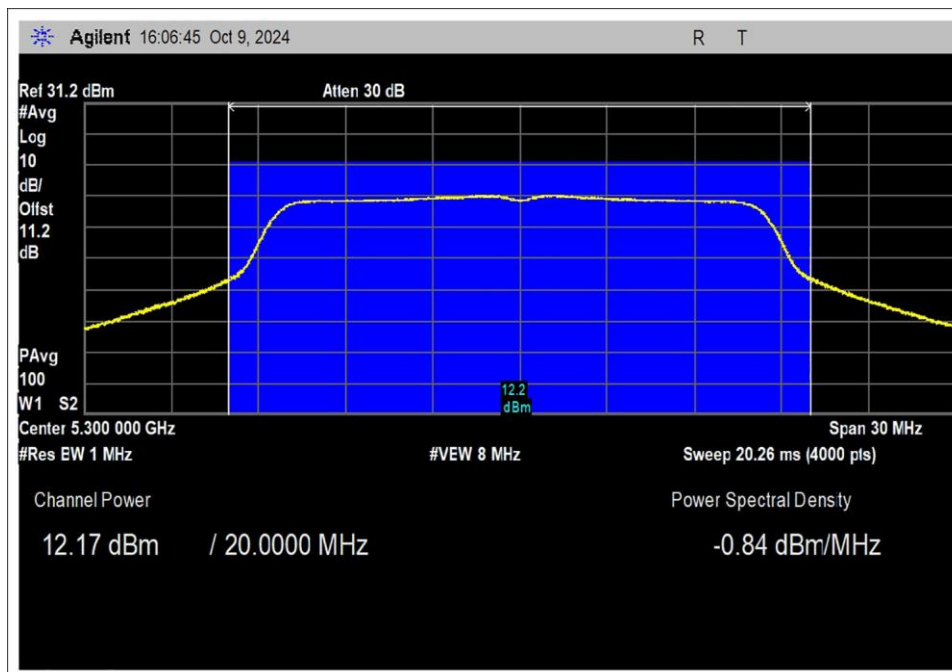 Agilent 16:06:45 Oct 9, 2024 R T
Ref 31.2 dBm Atten 30 dB
#Avg
Log
10
dB/
Offst
11.2
dB
PAvg
100
W1 S2
12.2
dBm
Center 5.300 000 GHz Span 30 MHz
#Res BW 1 MHz #VBW 8 MHz Sweep 20.26 ms (4000 pts)
Channel Power Power Spectral Density
12.17 dBm / 20.0000 MHz -0.84 dBm/MHz